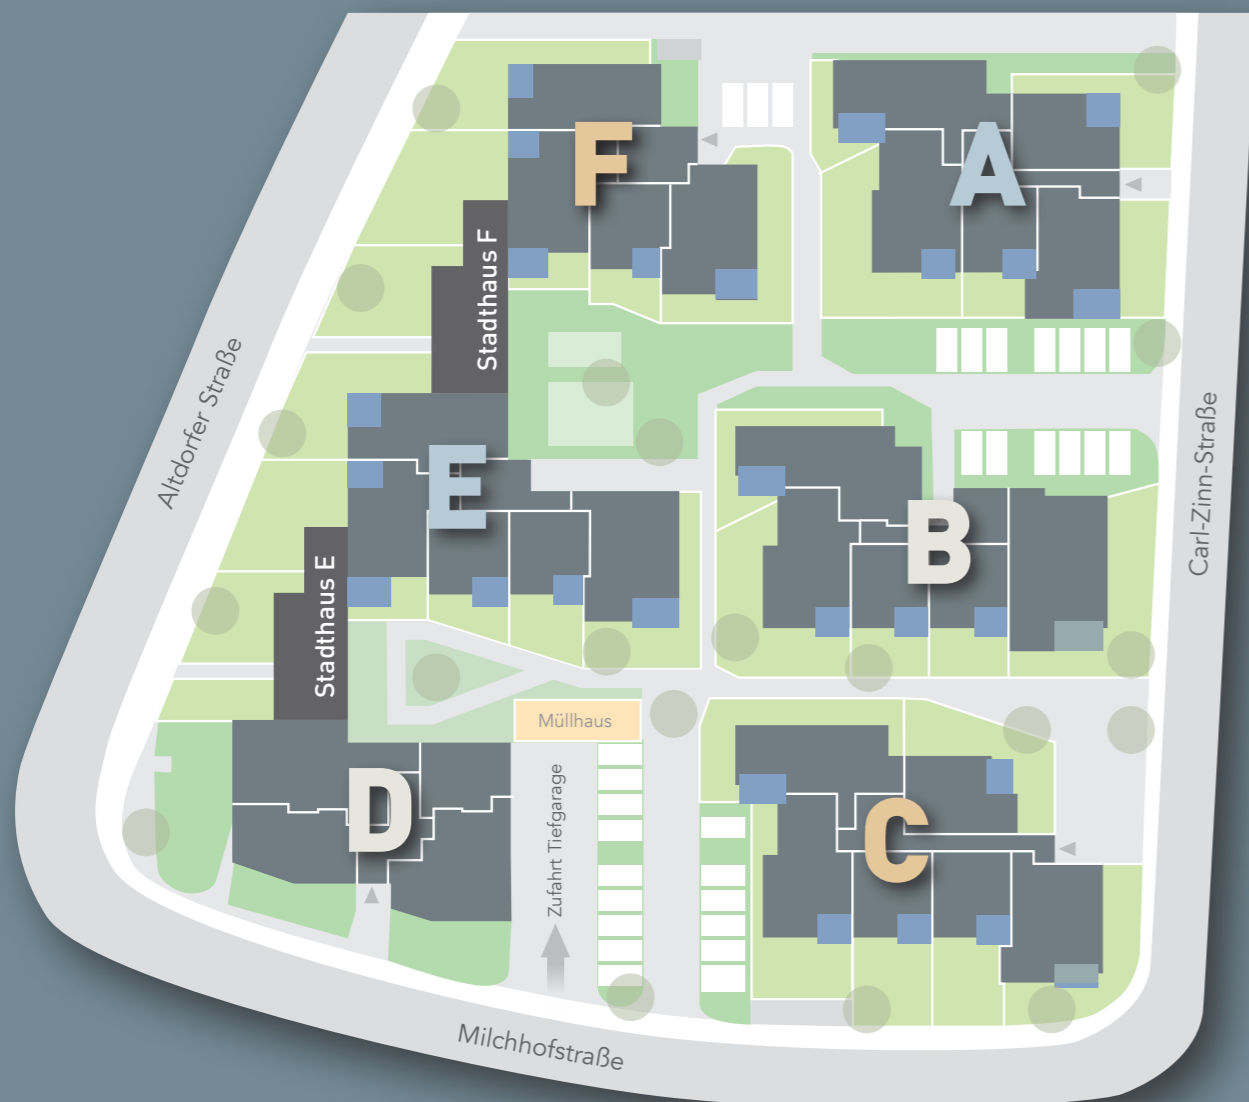 F
A
Stadthaus F
Altdorfer Straße
Carl-Zinn-Straße
E
B
Stadthaus E
Müllhaus
D
Zufahrt Tiefgarage
C
Milchhofstraße